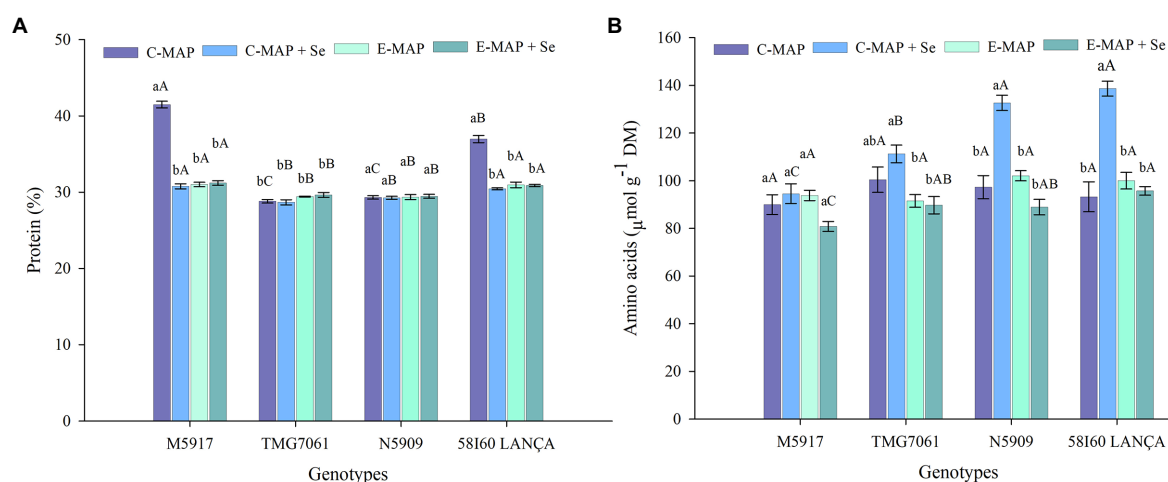 A
C-MAP C-MAP + Se E-MAP E-MAP + Se
Protein (%)
50
40
30
20
10
0
aA bA bA bA
bC bB bB bB
aC aB aB aB
aB bA bA bA
M5917 TMG7061 N5909 58I60 LANÇA
Genotypes
B
C-MAP C-MAP + Se E-MAP E-MAP + Se
Amino acids (μmol g⁻¹ DM)
160
140
120
100
80
60
40
20
0
aA aC aA aC
abA aB bA bAB
bA aA bA bAB
bA aA bA bA
M5917 TMG7061 N5909 58I60 LANÇA
Genotypes